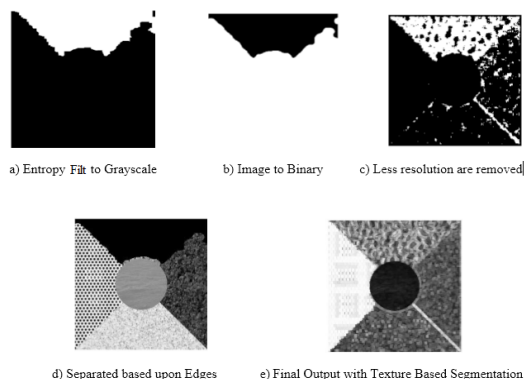 a) Entropy Filt to Grayscale
b) Image to Binary
c) Less resolution are removed
d) Separated based upon Edges
e) Final Output with Texture Based Segmentation